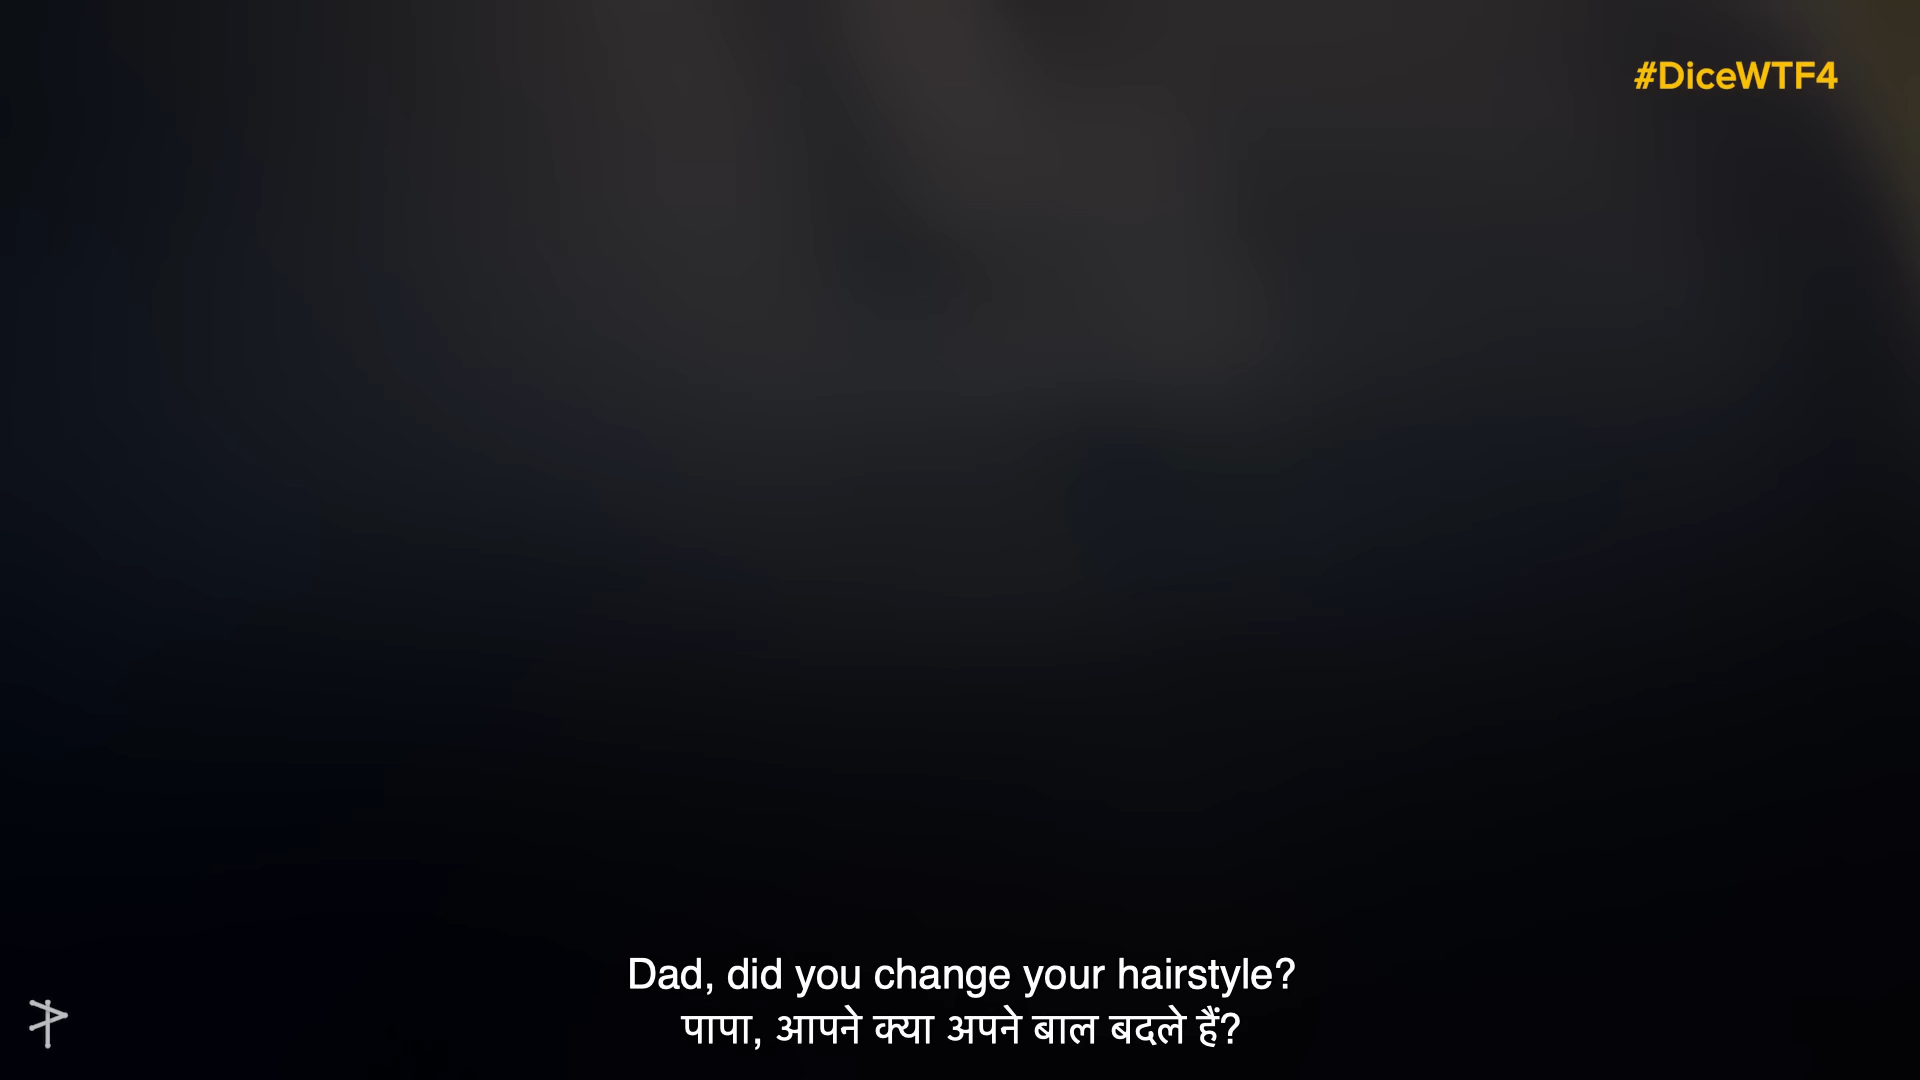 #DiceWTF4
Dad, did you change your hairstyle?
पापा, आपने क्या अपने बाल बदले हैं?